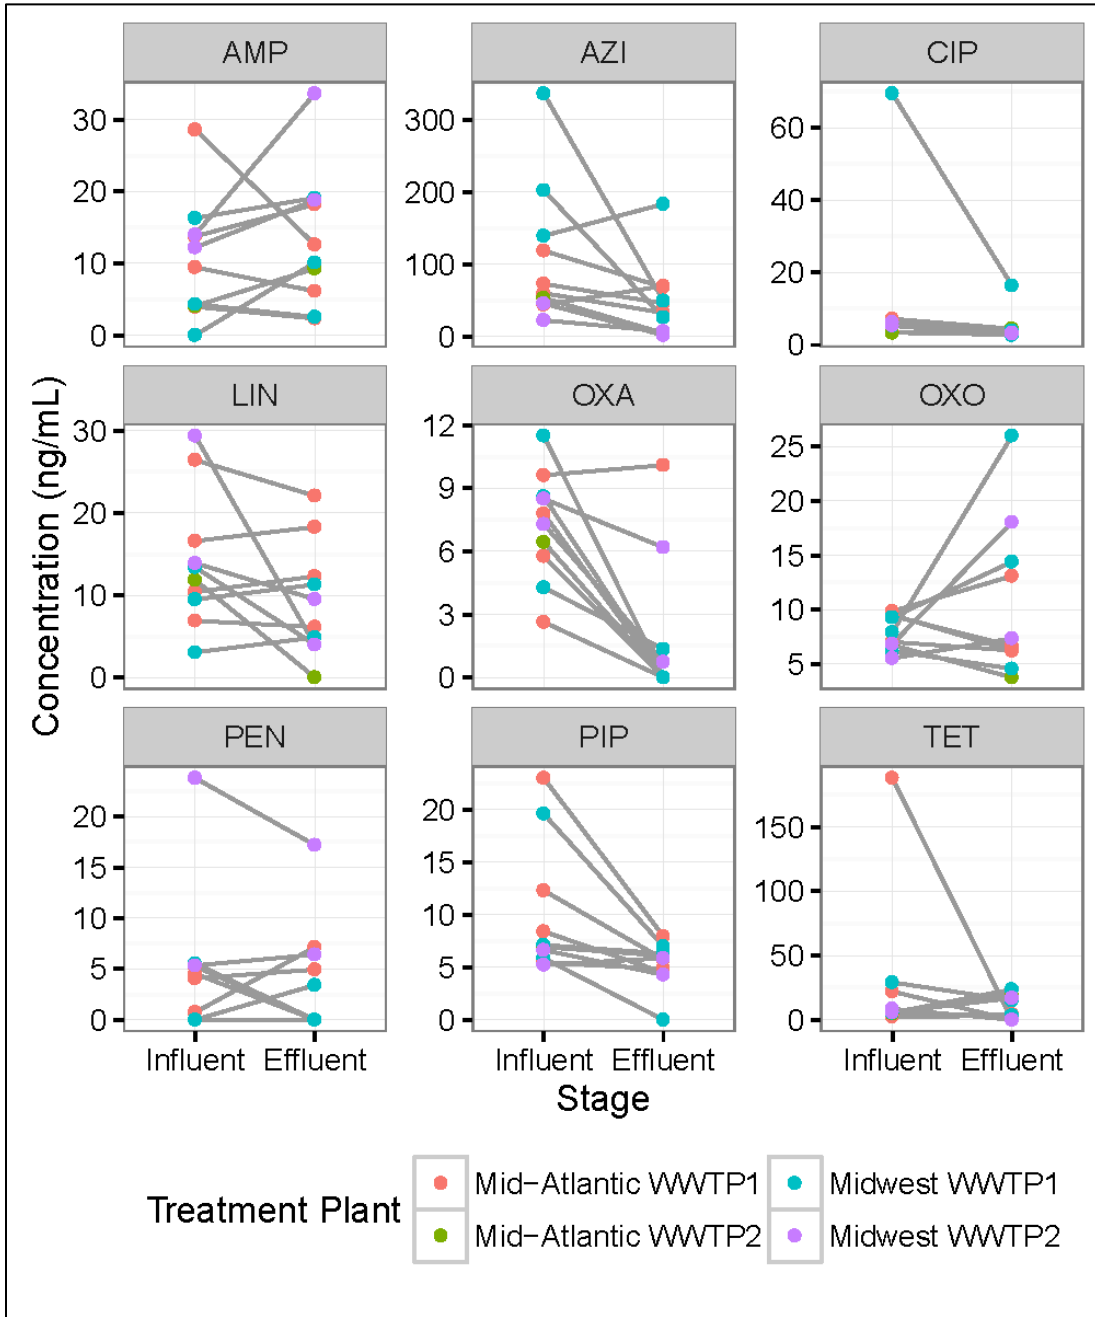 AMP AZI CIP
30 300 60
20 200 40
10 100 20
0 0 0
LIN OXA OXO
30 12 25
20 9 20
10 6 15
0 3 10
0 5
PEN PIP TET
20 20 150
15 15 100
10 10 50
5 5 0
0 0
Concentration (ng/mL)
Influent Effluent Influent Effluent Influent Effluent
Stage
Treatment Plant
Mid-Atlantic WWTP1 Midwest WWTP1
Mid-Atlantic WWTP2 Midwest WWTP2